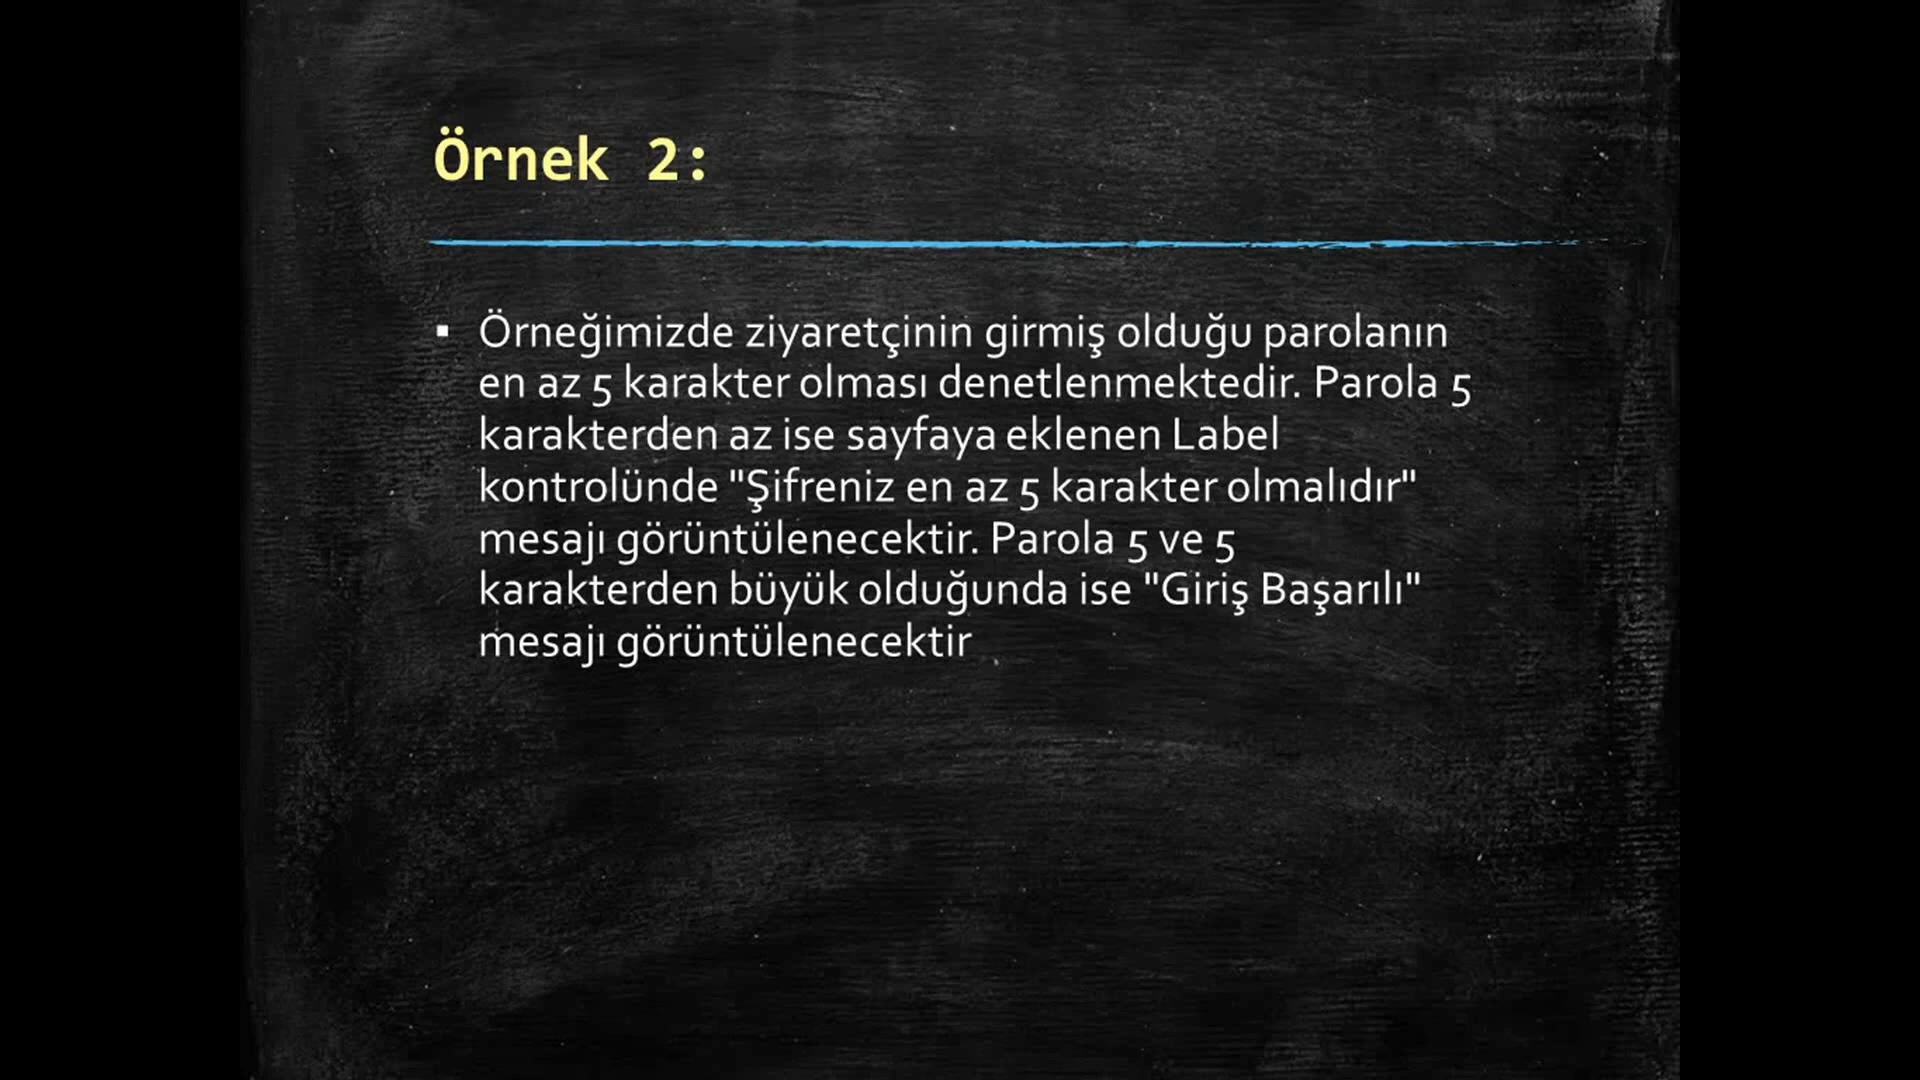 Örnek 2:
▪ Örneğimizde ziyaretçinin girmiş olduğu parolanın
en az 5 karakter olması denetlenmektedir. Parola 5
karakterden az ise sayfaya eklenen Label
kontrolünde "Şifreniz en az 5 karakter olmalıdır"
mesajı görüntülenecektir. Parola 5 ve 5
karakterden büyük olduğunda ise "Giriş Başarılı"
mesajı görüntülenecektir